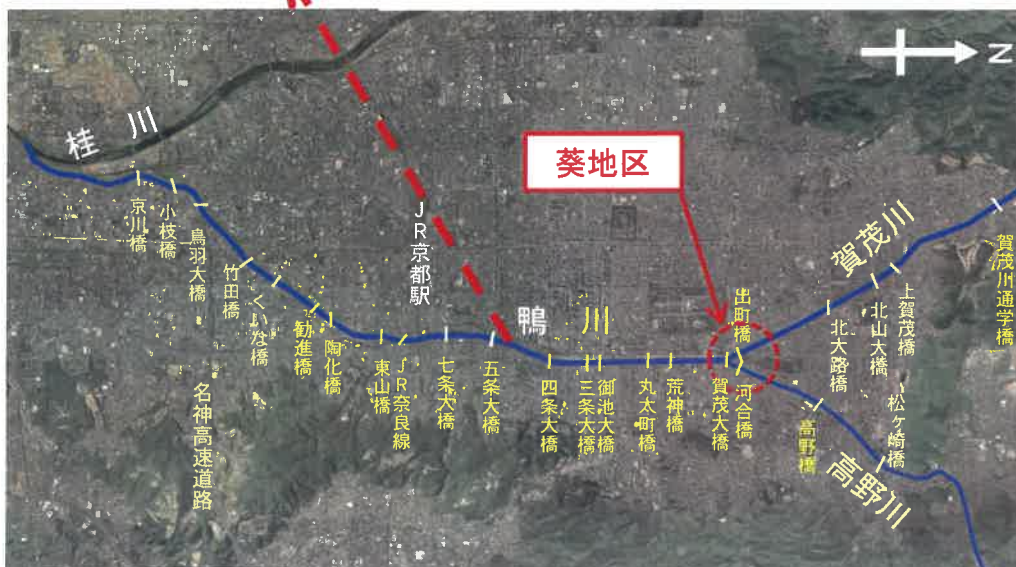 桂川
京川橋
小枝橋
鳥羽大橋
竹田橋
くいな橋
勧進橋
陶化橋
名神高速道路
東山橋
JR奈良線
JR京都駅
七条大橋
五条大橋
鴨川
四条大橋
三条大橋
御池大橋
丸太町橋
荒神橋
葵地区
賀茂大橋
出町橋
河合橋
賀茂川
北大路橋
北山大橋
上賀茂橋
賀茂川通学橋
高野橋
松ヶ崎橋
高野川
N